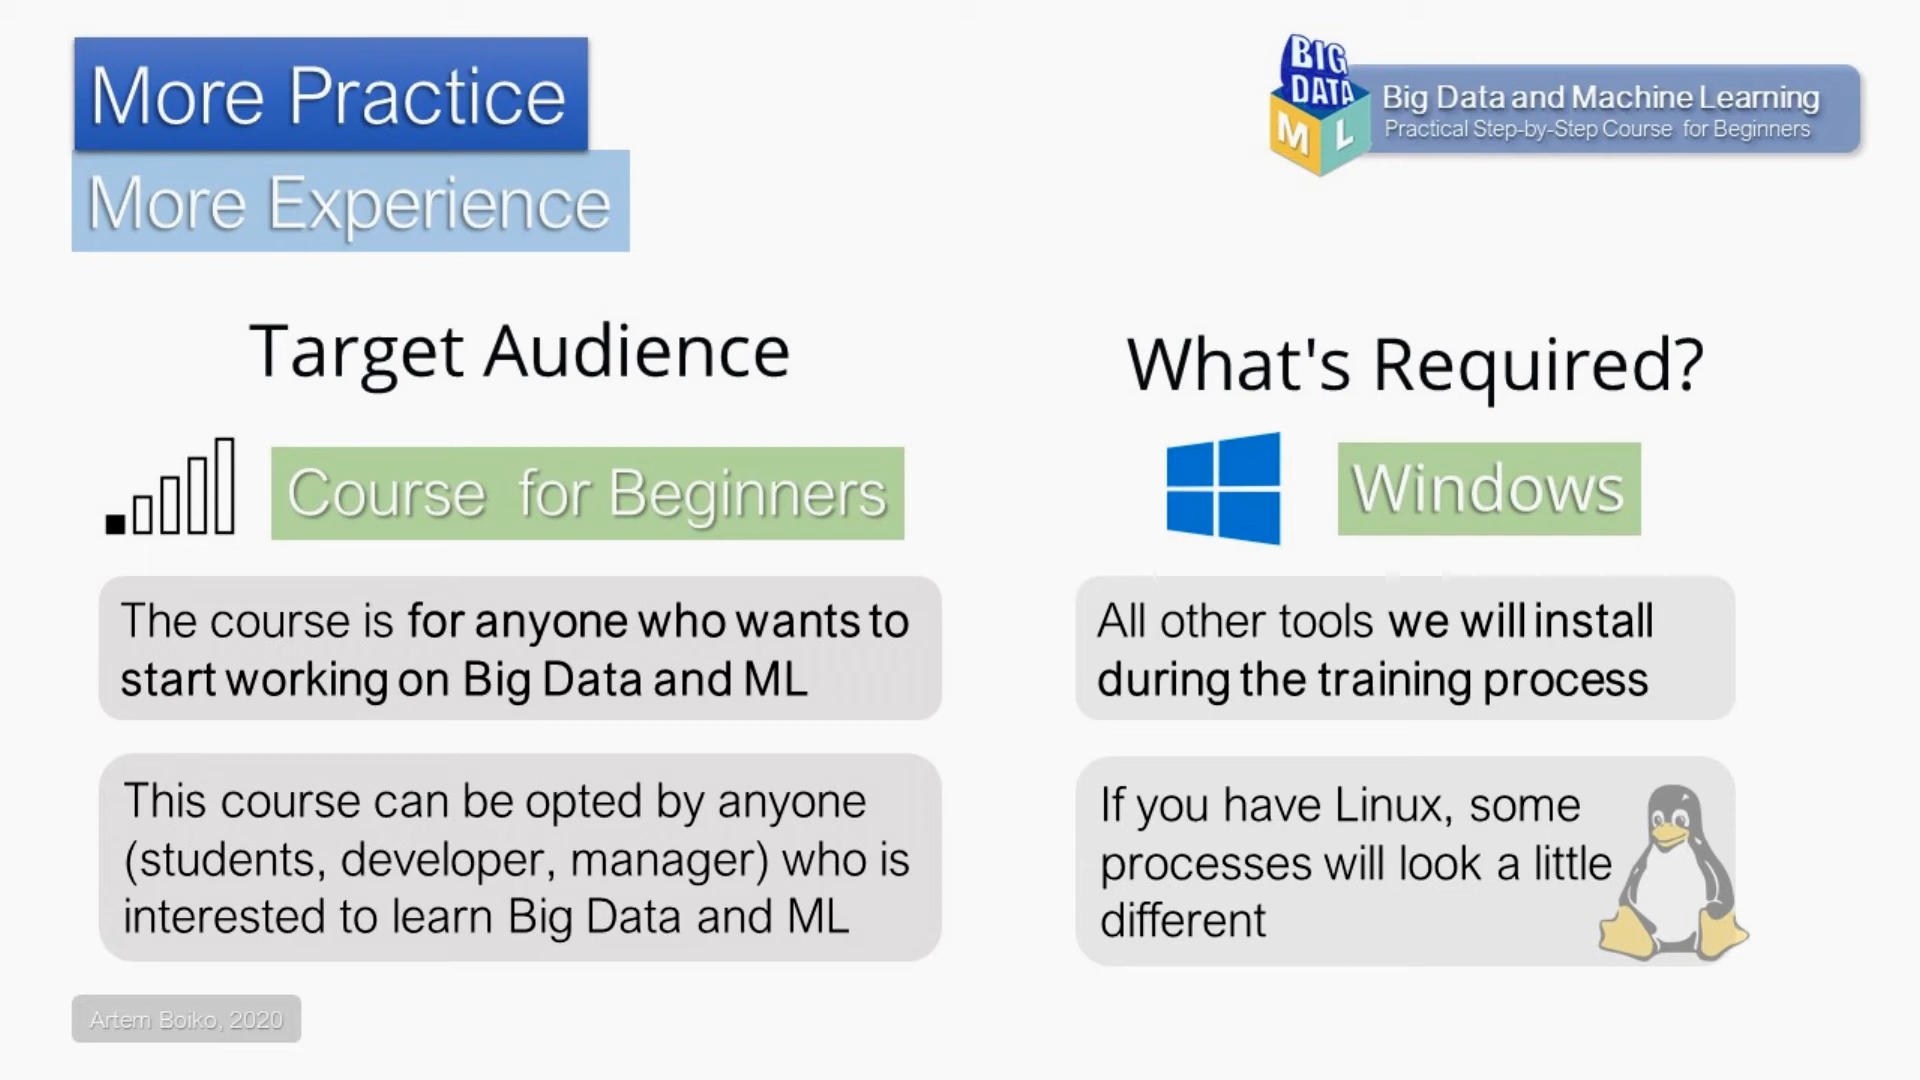 More Practice
More Experience
BIG
DATA
M L
Big Data and Machine Learning
Practical Step-by-Step Course for Beginners
Target Audience
Course for Beginners
The course is for anyone who wants to
start working on Big Data and ML
This course can be opted by anyone
(students, developer, manager) who is
interested to learn Big Data and ML
What's Required?
Windows
All other tools we will install
during the training process
If you have Linux, some
processes will look a little
different
Artem Boiko, 2020